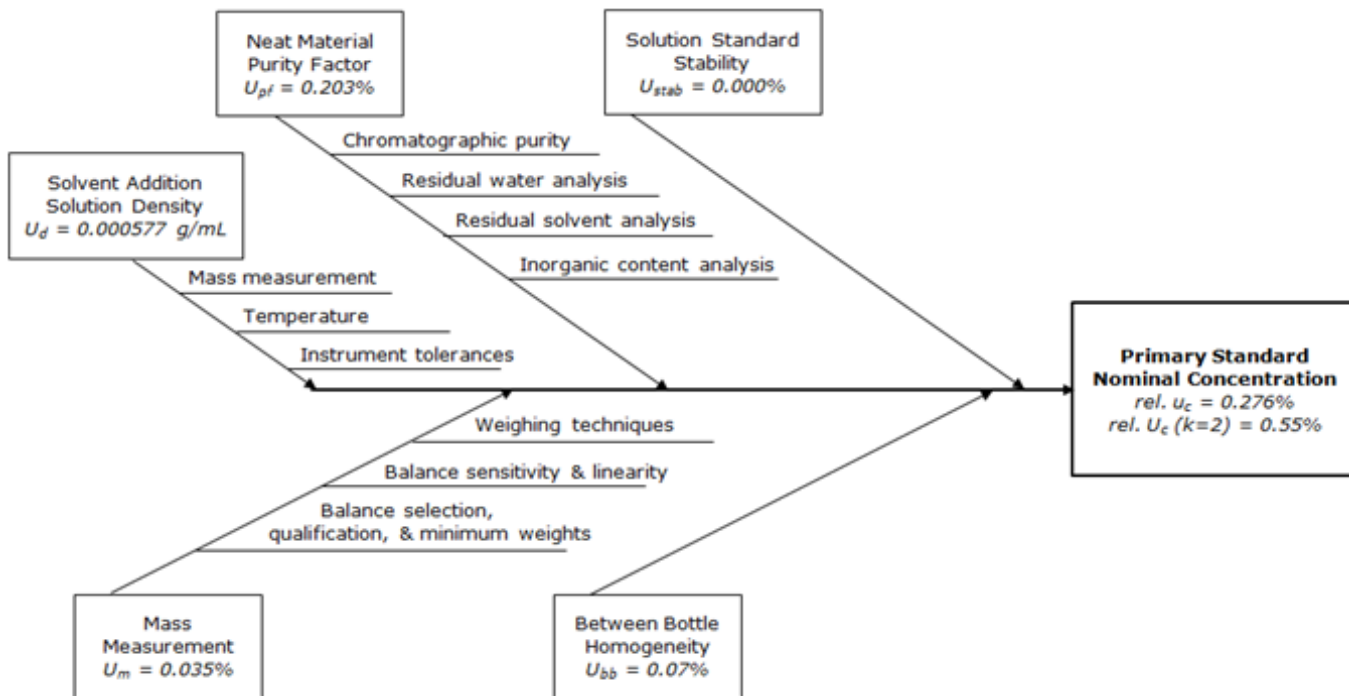 Neat Material
Purity Factor
U_pf = 0.203%
Solution Standard
Stability
U_stab = 0.000%
Chromatographic purity
Residual water analysis
Residual solvent analysis
Inorganic content analysis
Solvent Addition
Solution Density
U_d = 0.000577 g/mL
Mass measurement
Temperature
Instrument tolerances
Primary Standard
Nominal Concentration
rel. u_c = 0.276%
rel. U_c (k=2) = 0.55%
Weighing techniques
Balance sensitivity & linearity
Balance selection,
qualification, & minimum weights
Mass
Measurement
U_m = 0.035%
Between Bottle
Homogeneity
U_bb = 0.07%